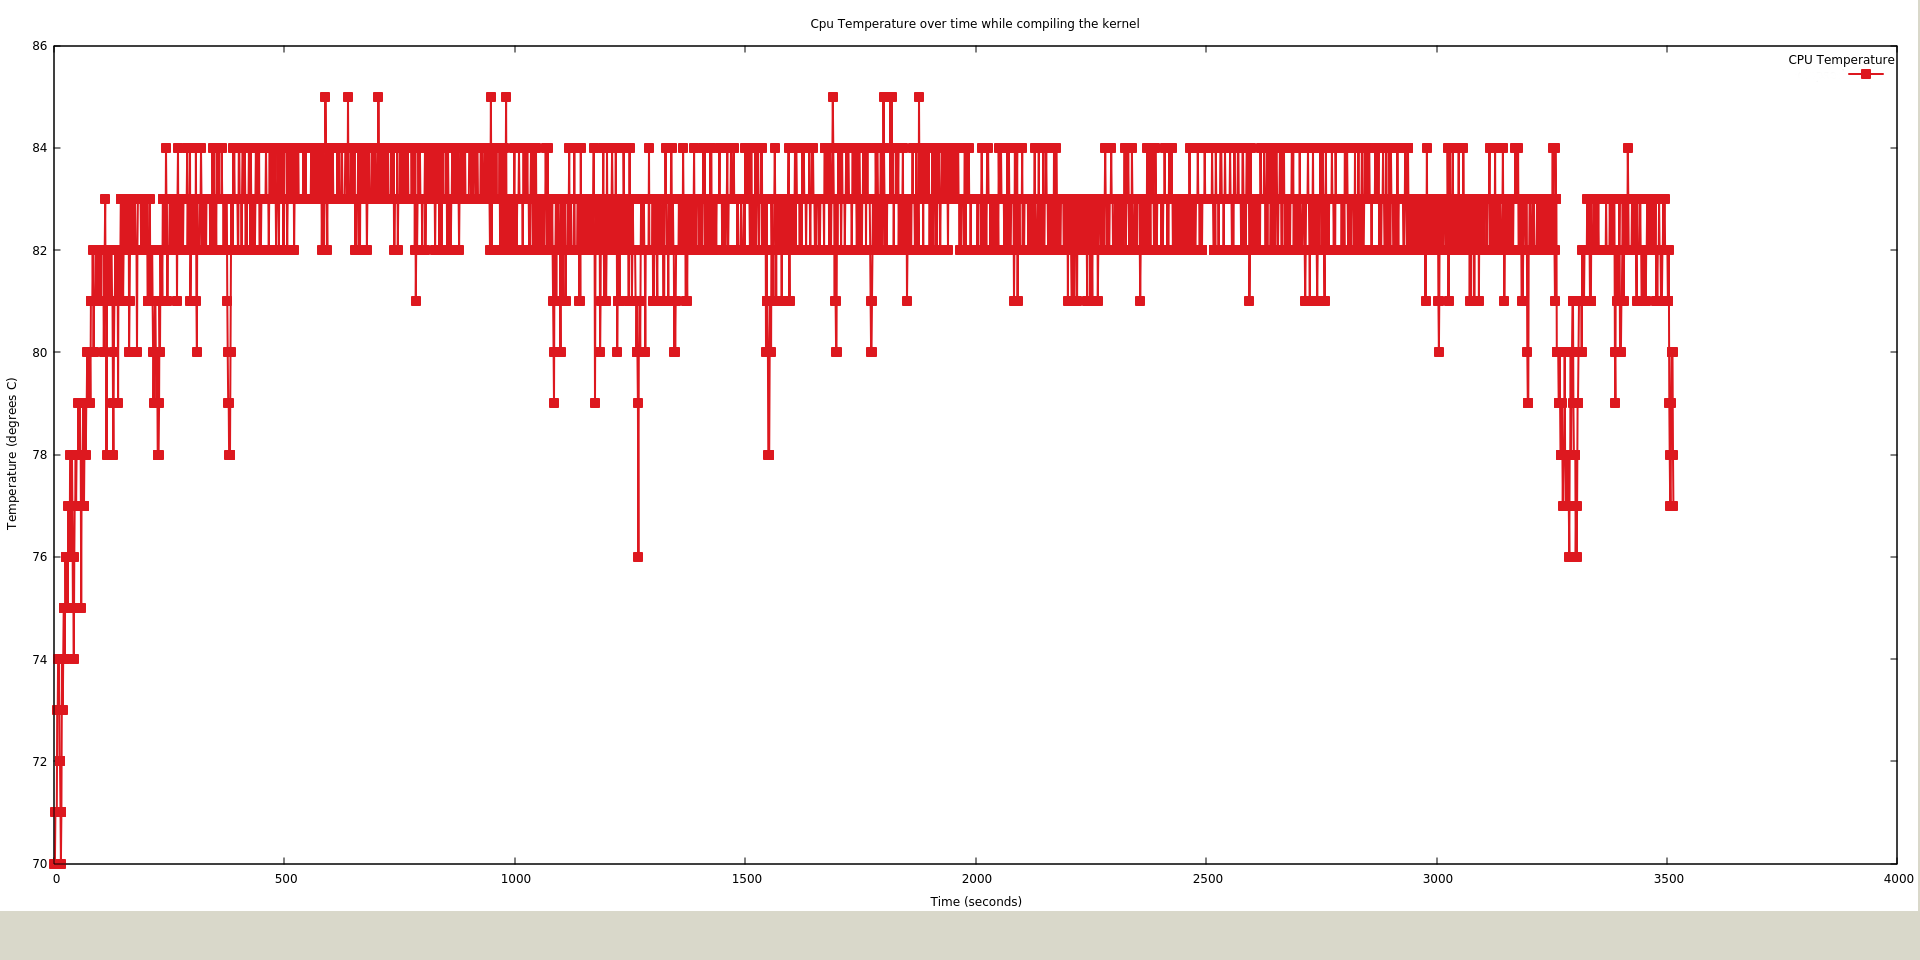 Cpu Temperature over time while compiling the kernel
CPU Temperature
86
84
82
80
78
76
74
72
70
Temperature (degrees C)
0 500 1000 1500 2000 2500 3000 3500 4000
Time (seconds)